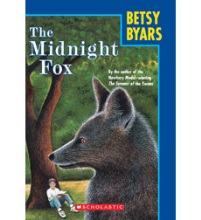 BETSY
BYARS
The
Midnight
Fox
By the author of the
Newbery Medal-winning
The Summer of the Swans
SCHOLASTIC